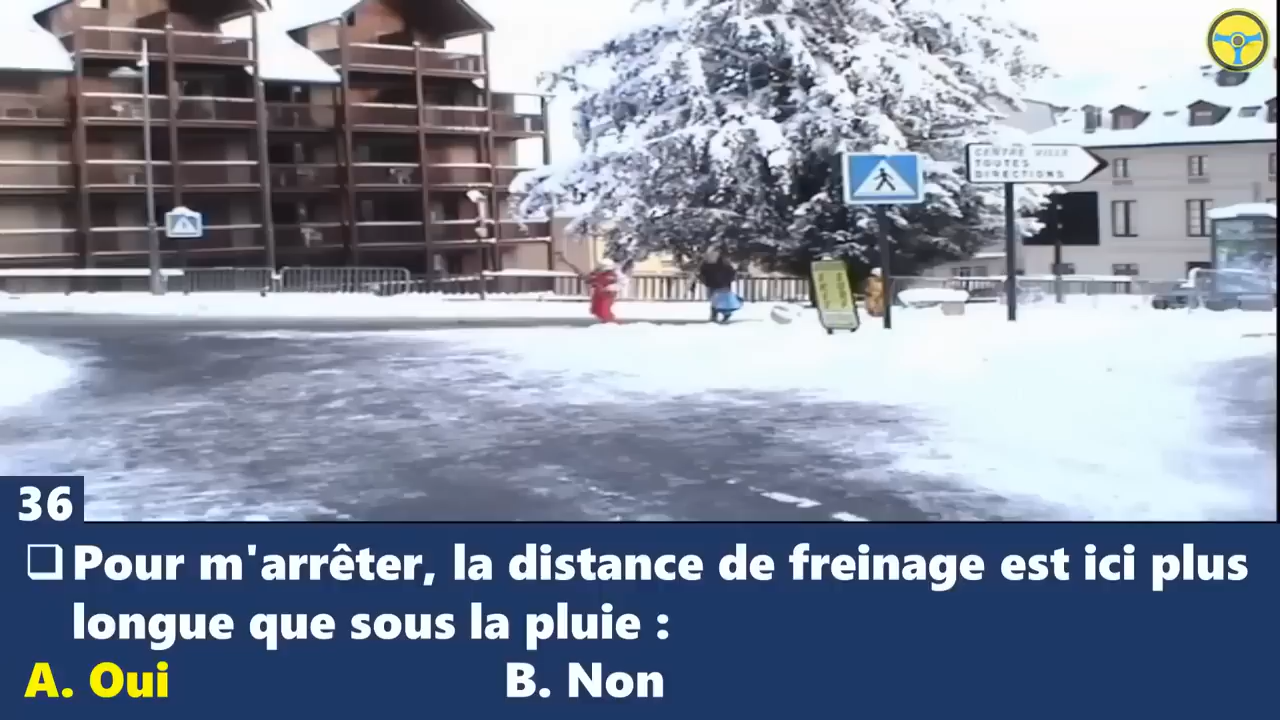 CENTRE VILLE
TOUTES
DIRECTIONS
36
❑ Pour m'arrêter, la distance de freinage est ici plus
longue que sous la pluie :
A. Oui B. Non